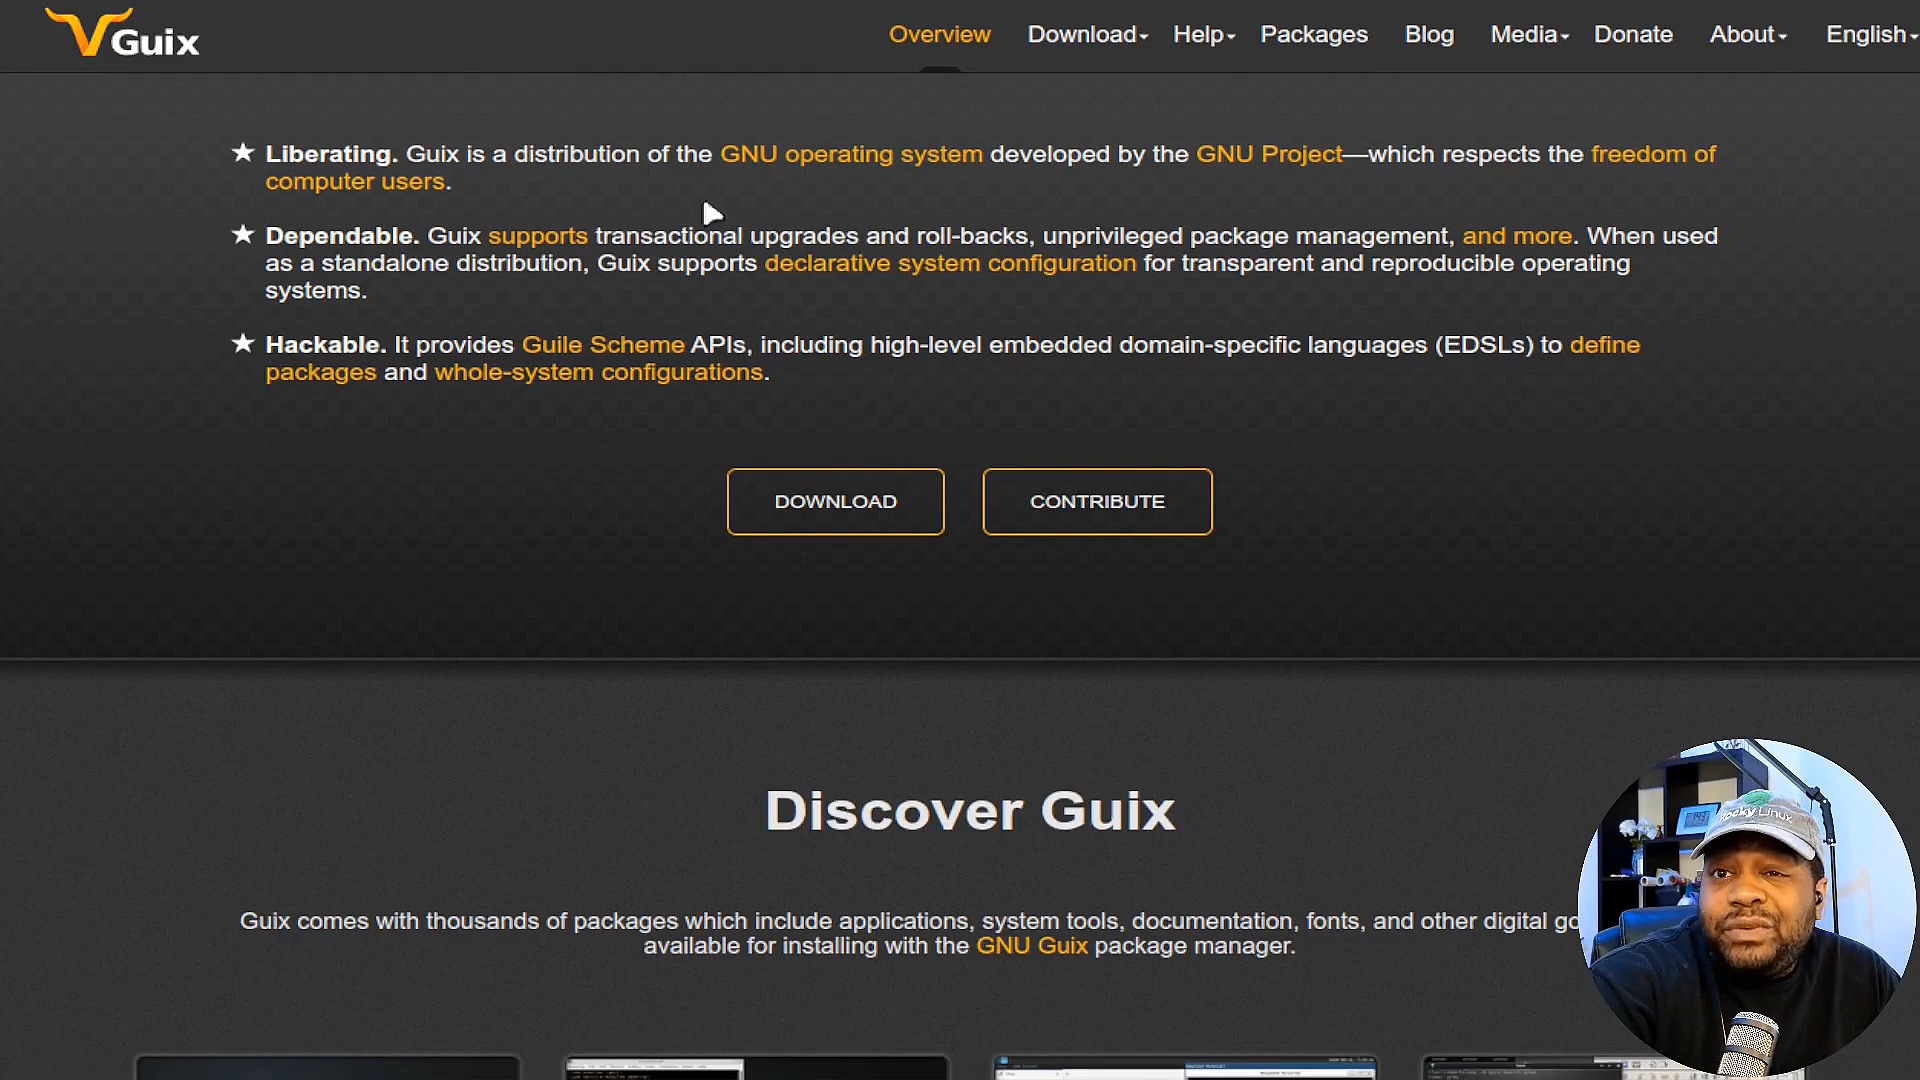 Guix
Overview Download Help Packages Blog Media Donate About English
★ Liberating. Guix is a distribution of the GNU operating system developed by the GNU Project—which respects the freedom of
computer users.
★ Dependable. Guix supports transactional upgrades and roll-backs, unprivileged package management, and more. When used
as a standalone distribution, Guix supports declarative system configuration for transparent and reproducible operating
systems.
★ Hackable. It provides Guile Scheme APIs, including high-level embedded domain-specific languages (EDSLs) to define
packages and whole-system configurations.
DOWNLOAD CONTRIBUTE
Discover Guix
Guix comes with thousands of packages which include applications, system tools, documentation, fonts, and other digital
available for installing with the GNU Guix package manager.
Rocky Linux